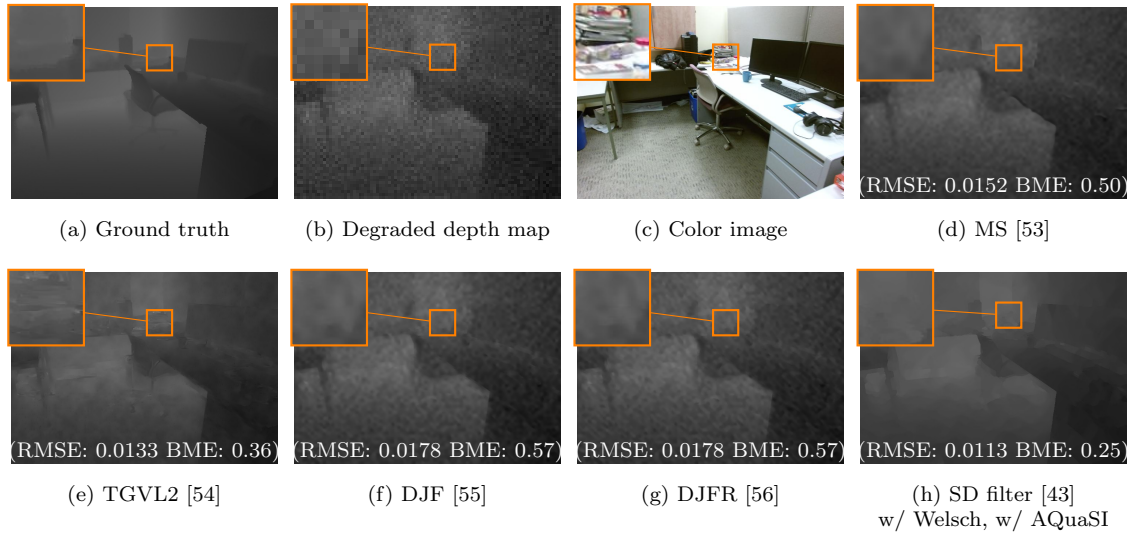 (RMSE: 0.0152 BME: 0.50)
(a) Ground truth
(b) Degraded depth map
(c) Color image
(d) MS [53]
(RMSE: 0.0133 BME: 0.36)
(RMSE: 0.0178 BME: 0.57)
(RMSE: 0.0178 BME: 0.57)
(RMSE: 0.0113 BME: 0.25)
(e) TGVL2 [54]
(f) DJF [55]
(g) DJFR [56]
(h) SD filter [43]
w/ Welsch, w/ AQuaSI